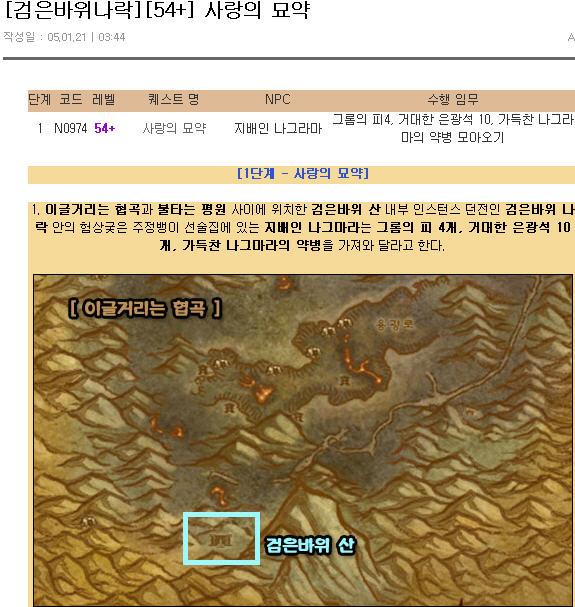 [검은바위나락][54+] 사랑의 묘약
작성일 : 05,01,21 | 03:44 A
단계 코드 레벨 퀘스트 명 NPC 수행 임무
1 N0974 54+ 사랑의 묘약 지배인 나그라마 그롬의 피4, 거대한 은광석 10, 가득찬 나그라
마의 약병 모아오기
[1단계 - 사랑의 묘약]
1. 이글거리는 협곡과 불타는 평원 사이에 위치한 검은바위 산 내부 인스턴스 던전인 검은바위 나
락 안의 험상궂은 주정뱅이 선술집에 있는 지배인 나그마라는 그롬의 피 4개, 거대한 은광석 10
개, 가득찬 나그마라의 약병을 가져와 달라고 한다.
[ 이글거리는 협곡 ]
용광로
검은바위 산